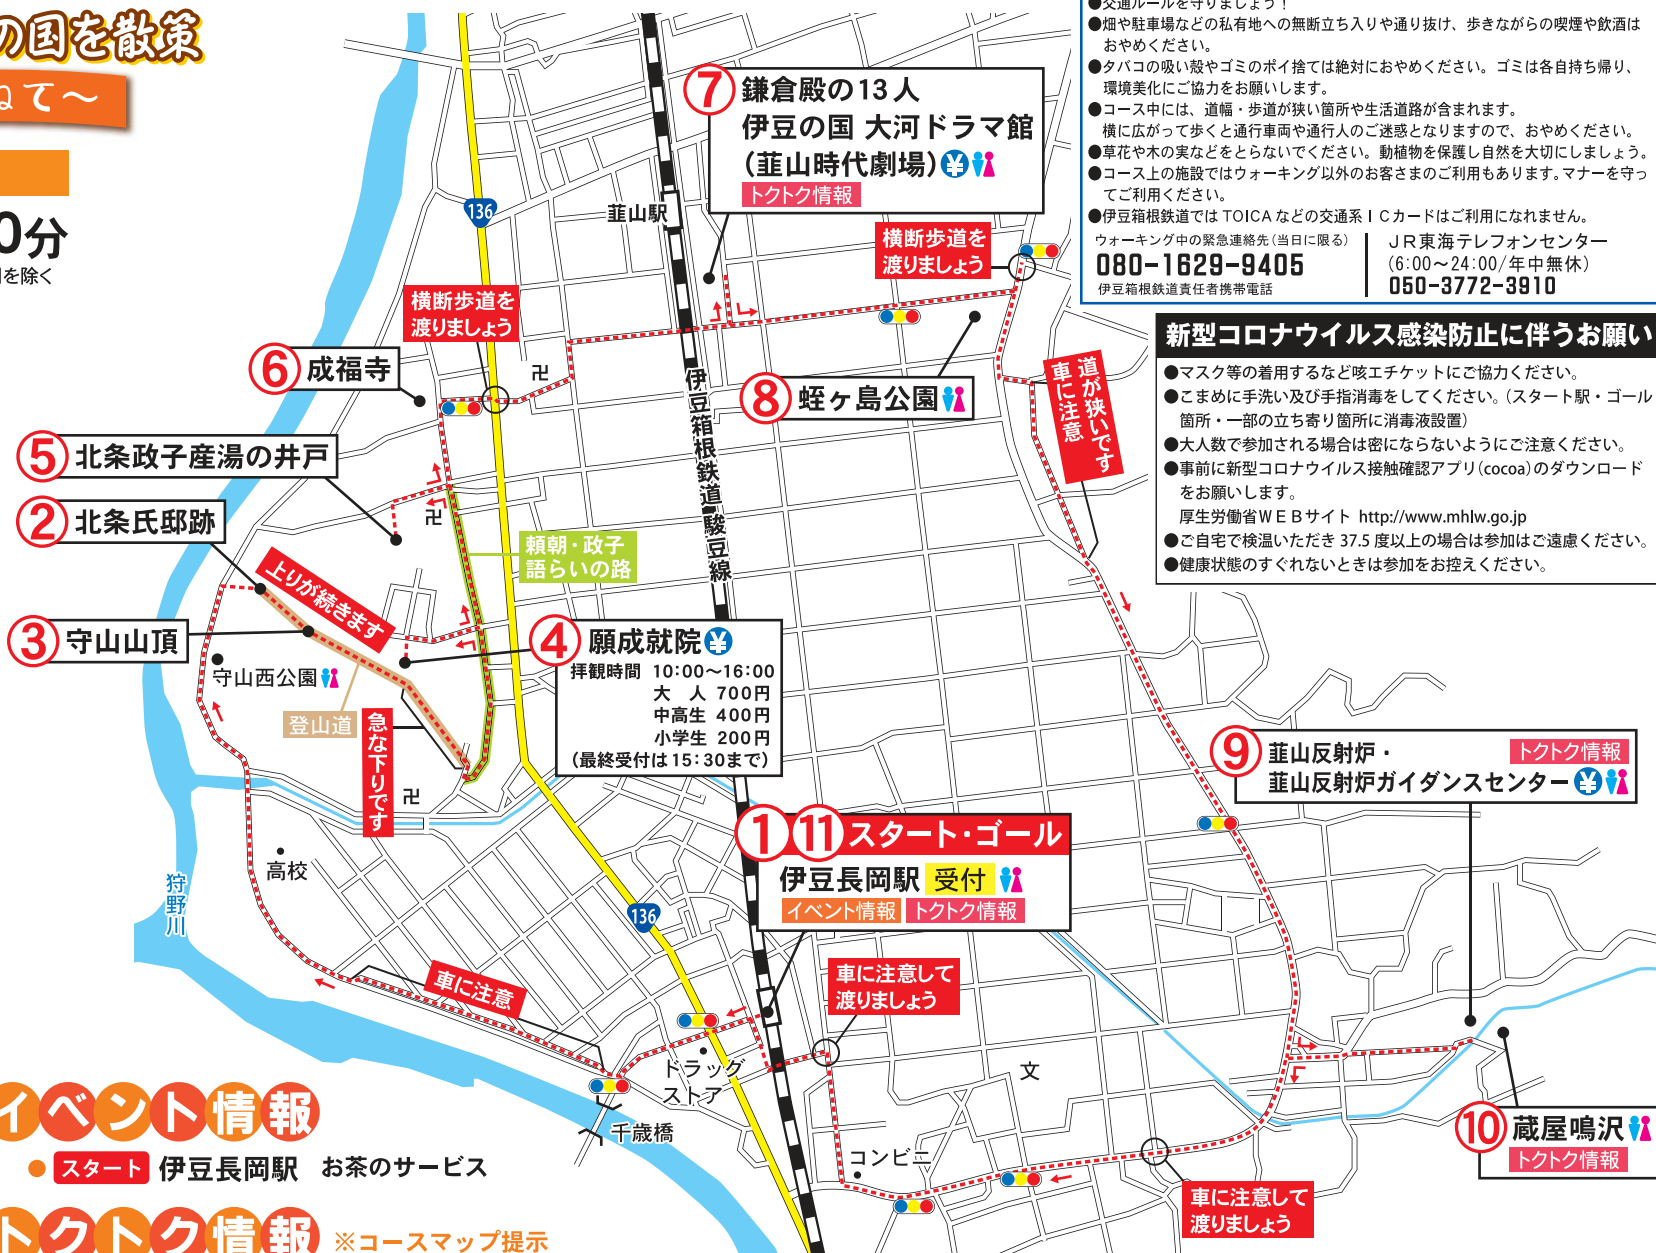 の国を散策
ねて～
0分
を除く
●交通ルールを守りましょう！
●畑や駐車場などの私有地への無断立ち入りや通り抜け、歩きながらの喫煙や飲酒は
おやめください。
●タバコの吸い殻やゴミのポイ捨ては絶対におやめください。ゴミは各自持ち帰り、
環境美化にご協力をお願いします。
●コース中には、道幅・歩道が狭い箇所や生活道路が含まれます。
横に広がって歩くと通行車両や通行人のご迷惑となりますので、おやめください。
●草花や木の実などをとらないでください。動植物を保護し自然を大切にしましょう。
●コース上の施設ではウォーキング以外のお客さまのご利用もあります。マナーを守っ
てご利用ください。
●伊豆箱根鉄道では TOICA などの交通系ＩＣカードはご利用になれません。
ウォーキング中の緊急連絡先(当日に限る)
080-1629-9405
伊豆箱根鉄道責任者携帯電話
ＪＲ東海テレフォンセンター
(6:00～24:00/年中無休)
050-3772-3910
新型コロナウイルス感染防止に伴うお願い
●マスク等の着用するなど咳エチケットにご協力ください。
●こまめに手洗い及び手指消毒をしてください。(スタート駅・ゴール
箇所・一部の立ち寄り箇所に消毒液設置)
●大人数で参加される場合は密にならないようにご注意ください。
●事前に新型コロナウイルス接触確認アプリ(cocoa)のダウンロード
をお願いします。
厚生労働省ＷＥＢサイト http://www.mhlw.go.jp
●ご自宅で検温いただき 37.5 度以上の場合は参加はご遠慮ください。
●健康状態のすぐれないときは参加をお控えください。
⑦ 鎌倉殿の13人
伊豆の国 大河ドラマ館
(韮山時代劇場) ¥
トクトク情報
136
韮山駅
横断歩道を
渡りましょう
横断歩道を
渡りましょう
⑥ 成福寺
卍
伊豆箱根鉄道駿豆線
⑧ 蛭ヶ島公園
道が狭いです
車に注意
⑤ 北条政子産湯の井戸
② 北条氏邸跡
卍
頼朝・政子
語らいの路
上りが続きます
③ 守山山頂
守山西公園
登山道
急な下りです
卍
④ 願成就院 ¥
拝観時間 10:00～16:00
大　人 700円
中高生 400円
小学生 200円
(最終受付は15:30まで)
⑨ 韮山反射炉・
トクトク情報
韮山反射炉ガイダンスセンター ¥
① ⑪ スタート・ゴール
伊豆長岡駅 受付
イベント情報 トクトク情報
高校
狩野川
136
車に注意
車に注意して
渡りましょう
ドラッグ
ストア
文
千歳橋
コンビニ
⑩ 蔵屋鳴沢
トクトク情報
車に注意して
渡りましょう
イベント情報
● スタート 伊豆長岡駅　お茶のサービス
トクトク情報 ※コースマップ提示